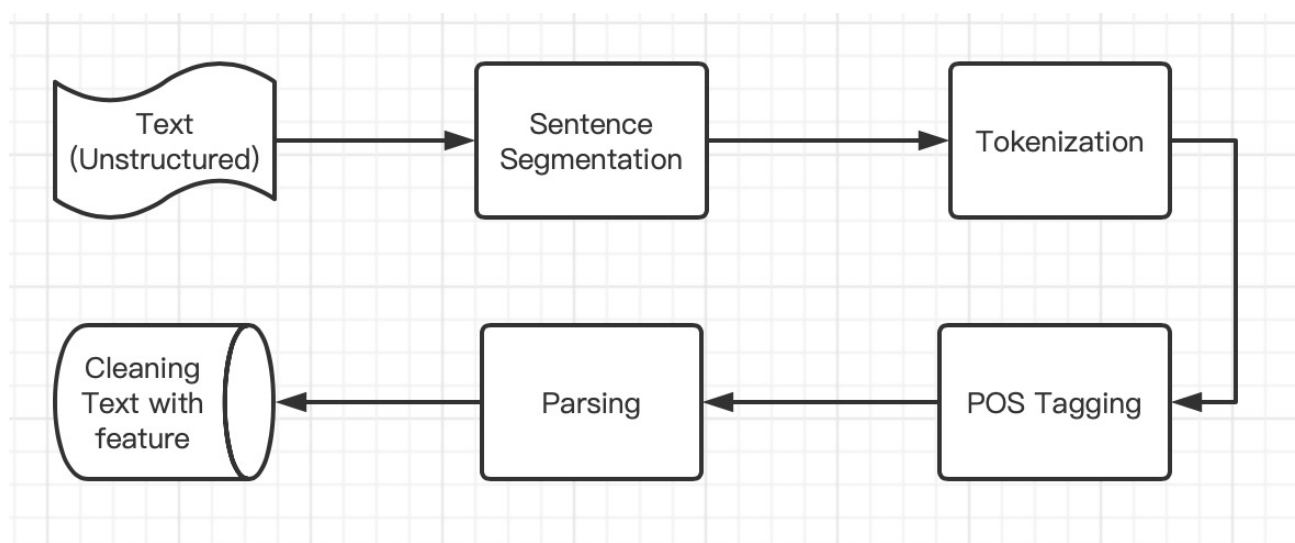 Text
(Unstructured)
Sentence
Segmentation
Tokenization
POS Tagging
Parsing
Cleaning
Text with
feature